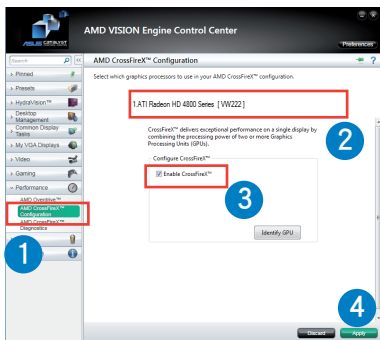 ASUS CATALYST
AMD VISION Engine Control Center
Preferences
Search
AMD CrossFireX™ Configuration
?
Pinned
Presets
HydraVision™
Desktop
Management
Common Display
Tasks
My VGA Displays
Video
Gaming
Performance
AMD Overdrive™
AMD CrossFireX™
Configuration
AMD CrossFireX™
Diagnostics
Select which graphics processors to use in your AMD CrossFireX™ configuration.
1.ATI Radeon HD 4800 Series [ VW222 ]
CrossFireX™ delivers exceptional performance on a single display by
combining the processing power of two or more Graphics
Processing Units (GPUs).
Configure CrossFireX™
Enable CrossFireX™
Identify GPU
1
2
3
4
Discard
Apply